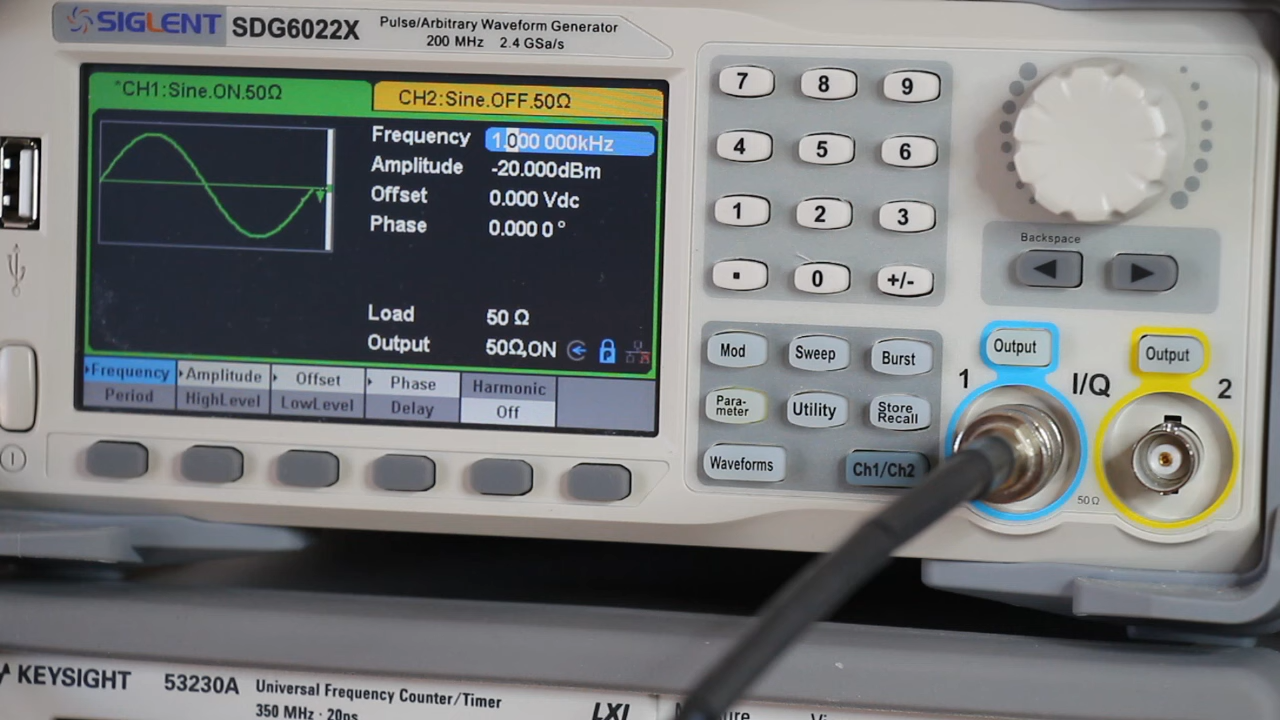 SIGLENT SDG6022X Pulse/Arbitrary Waveform Generator
200 MHz 2.4 GSa/s
*CH1:Sine.ON.50Ω CH2:Sine.OFF.50Ω
Frequency 1.000 000kHz
Amplitude -20.000dBm
Offset 0.000 Vdc
Phase 0.000 0 °
Load 50 Ω
Output 50Ω,ON
Frequency Amplitude Offset Phase Harmonic
Period HighLevel LowLevel Delay Off
7 8 9
4 5 6
1 2 3
. 0 +/-
Backspace
Mod Sweep Burst
Para-
meter
Utility
Store
Recall
Waveforms Ch1/Ch2
Output Output
1 I/Q 2
50Ω
KEYSIGHT 53230A Universal Frequency Counter/Timer
350 MHz · 20ps
LXI